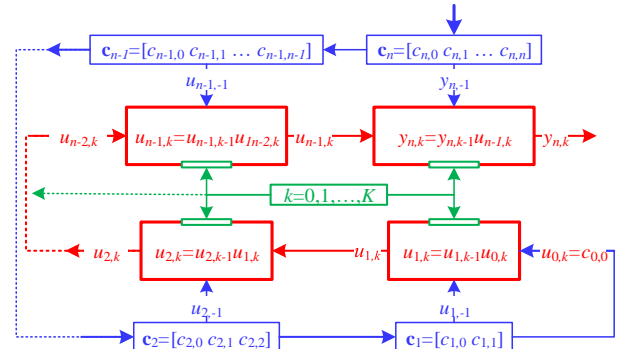 c_{n-1}=[c_{n-1,0} c_{n-1,1} … c_{n-1,n-1}]
c_n=[c_{n,0} c_{n,1} … c_{n,n}]
u_{n-1,-1}
y_{n,-1}
u_{n-2,k}
u_{n-1,k}=u_{n-1,k-1}u_{1n-2,k}
u_{n-1,k}
y_{n,k}=y_{n,k-1}u_{n-1,k}
y_{n,k}
k=0,1,…,K
u_{2,k}
u_{2,k}=u_{2,k-1}u_{1,k}
u_{1,k}
u_{1,k}=u_{1,k-1}u_{0,k}
u_{0,k}=c_{0,0}
u_{2,-1}
u_{1,-1}
c_2=[c_{2,0} c_{2,1} c_{2,2}]
c_1=[c_{1,0} c_{1,1}]